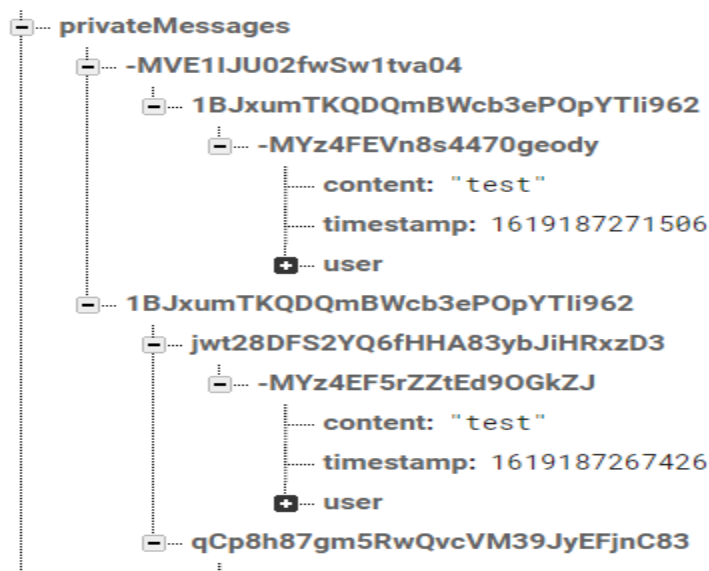 privateMessages
-MVE1IJU02fwSw1tva04
1BJxumTKQDQmBWcb3ePOpYTIi962
-MYz4FEVn8s4470geody
content: "test"
timestamp: 1619187271506
user
1BJxumTKQDQmBWcb3ePOpYTIi962
jwt28DFS2YQ6fHHA83ybJiHRxzD3
-MYz4EF5rZZtEd9OGkZJ
content: "test"
timestamp: 1619187267426
user
qCp8h87gm5RwQvcVM39JyEFjnC83